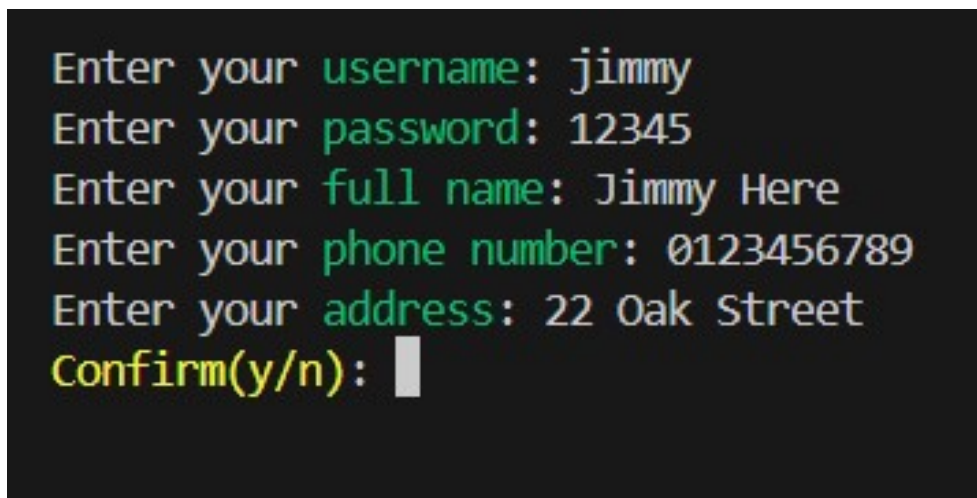 Enter your username: jimmy
Enter your password: 12345
Enter your full name: Jimmy Here
Enter your phone number: 0123456789
Enter your address: 22 Oak Street
Confirm(y/n):